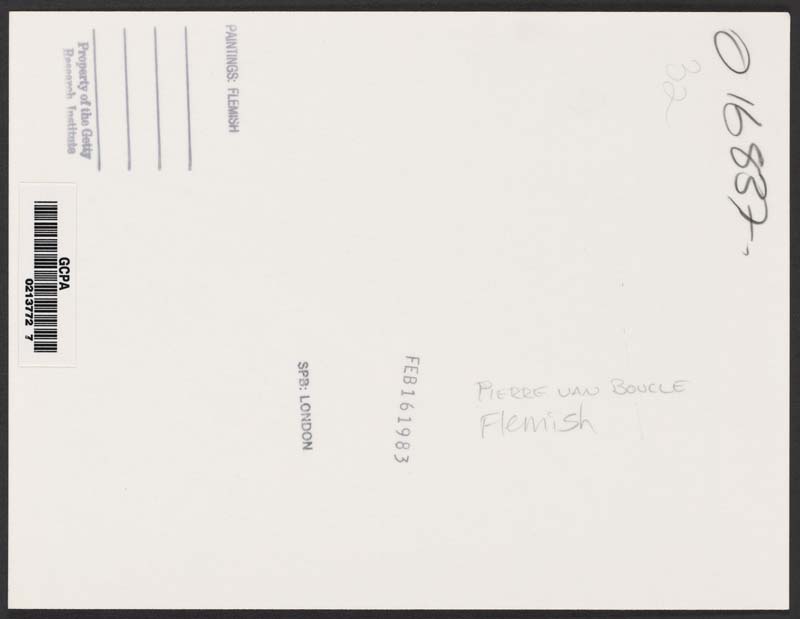 PAINTINGS: FLEMISH
Property of the Getty
Research Institute
GCPA
0213772 7
O 16837
32
SPB: LONDON
FEB 16 1983
PIERRE VAN BOUCLE
Flemish